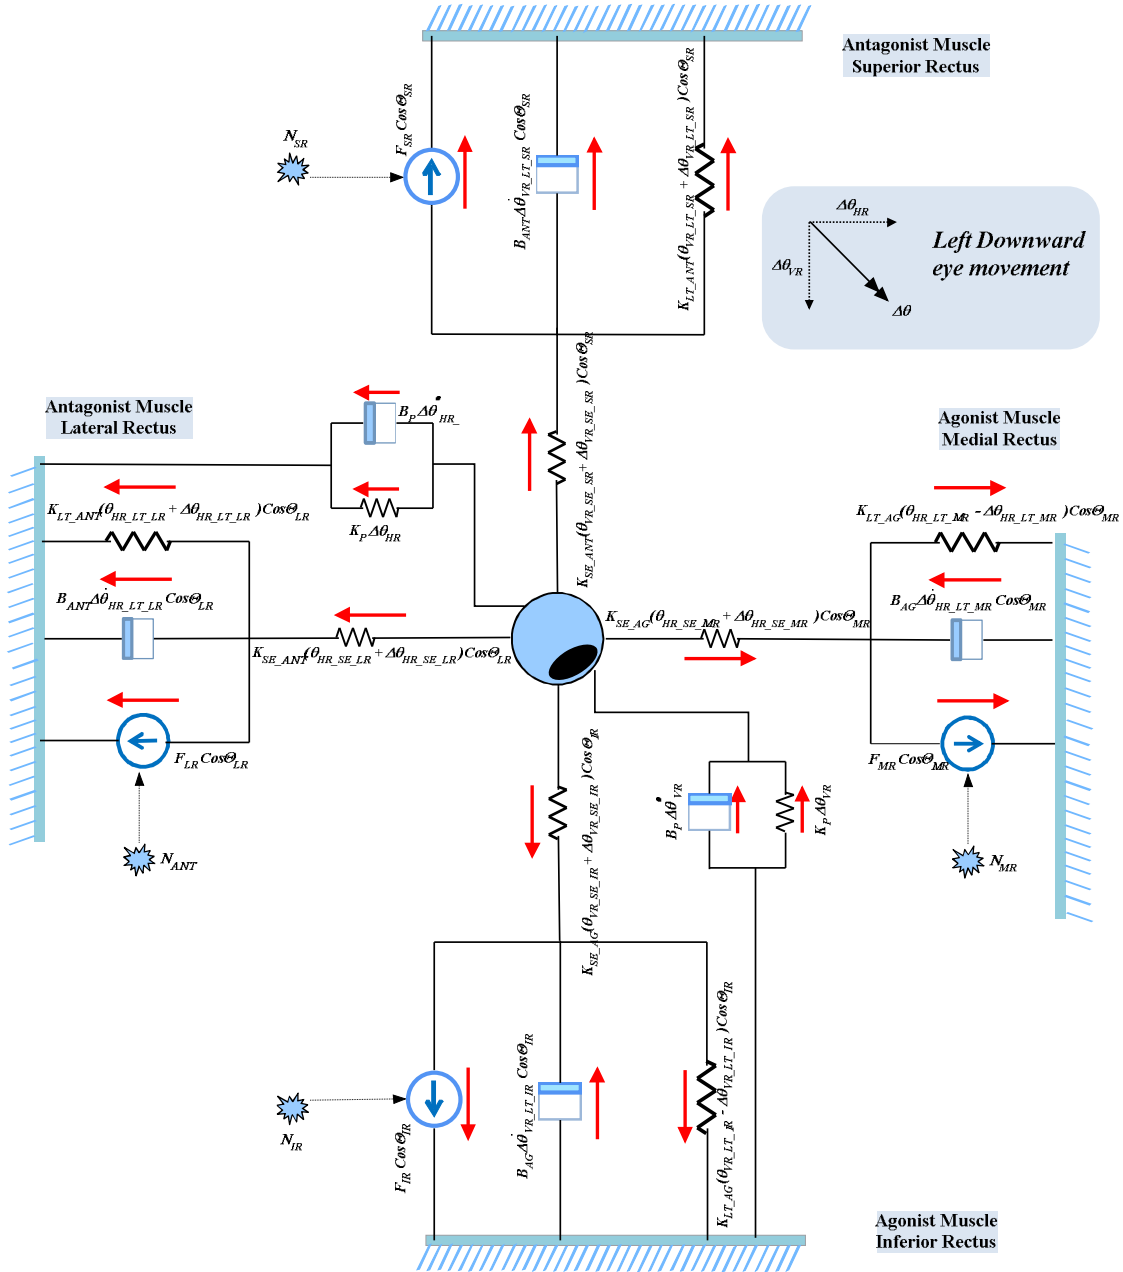 Antagonist Muscle
Superior Rectus
N_SR
F_SR CosΘ_SR
B_ANT Δθ̇_VR_LT_SR CosΘ_SR
K_LT_ANT(θ_VR_LT_SR + Δθ_VR_LT_SR)CosΘ_SR
Δθ_HR
Δθ_VR
Δθ
Left Downward
eye movement
K_SE_ANT(θ_VR_SE_SR + Δθ_VR_SE_SR)CosΘ_SR
Antagonist Muscle
Lateral Rectus
B_P Δθ̇_HR_
K_P Δθ_HR
Agonist Muscle
Medial Rectus
K_LT_ANT(θ_HR_LT_LR + Δθ_HR_LT_LR)CosΘ_LR
B_ANT Δθ̇_HR_LT_LR CosΘ_LR
K_SE_ANT(θ_HR_SE_LR + Δθ_HR_SE_LR)CosΘ_LR
F_LR CosΘ_LR
N_ANT
K_LT_AG(θ_HR_LT_MR - Δθ_HR_LT_MR)CosΘ_MR
B_AG Δθ̇_HR_LT_MR CosΘ_MR
K_SE_AG(θ_HR_SE_MR + Δθ_HR_SE_MR)CosΘ_MR
F_MR CosΘ_MR
N_MR
K_SE_AG(θ_VR_SE_IR + Δθ_VR_SE_IR)CosΘ_IR
B_P Δθ̇_VR
K_P Δθ_VR
N_IR
F_IR CosΘ_IR
B_AG Δθ̇_VR_LT_IR CosΘ_IR
K_LT_AG(θ_VR_LT_IR - Δθ_VR_LT_IR)CosΘ_IR
Agonist Muscle
Inferior Rectus